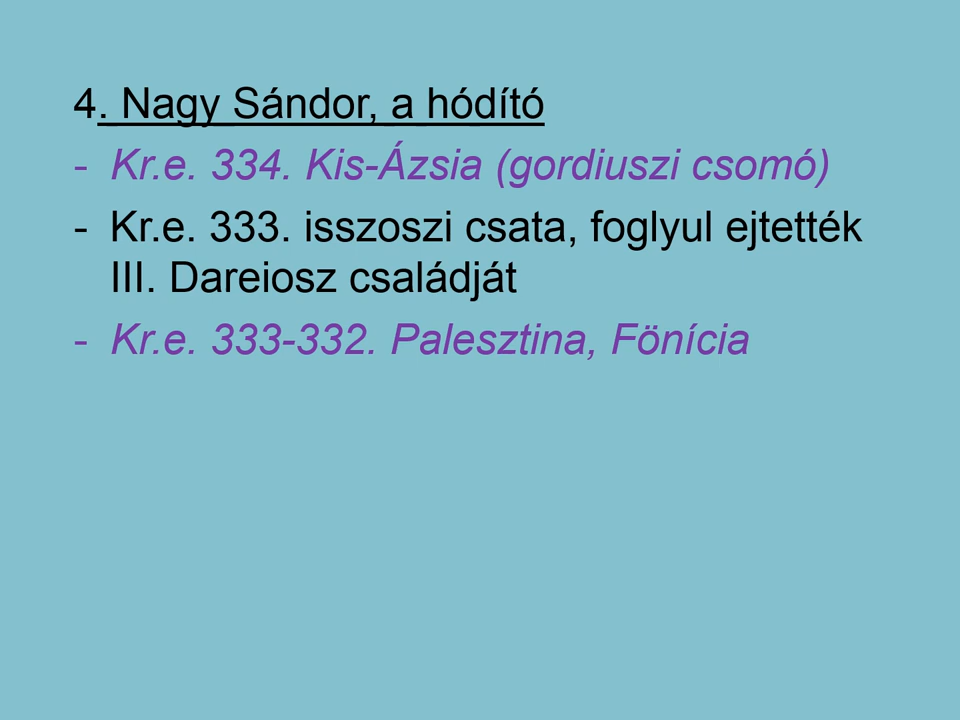 4. Nagy Sándor, a hódító
- Kr.e. 334. Kis-Ázsia (gordiuszi csomó)
- Kr.e. 333. isszoszi csata, foglyul ejtették
III. Dareiosz családját
- Kr.e. 333-332. Palesztina, Fönícia